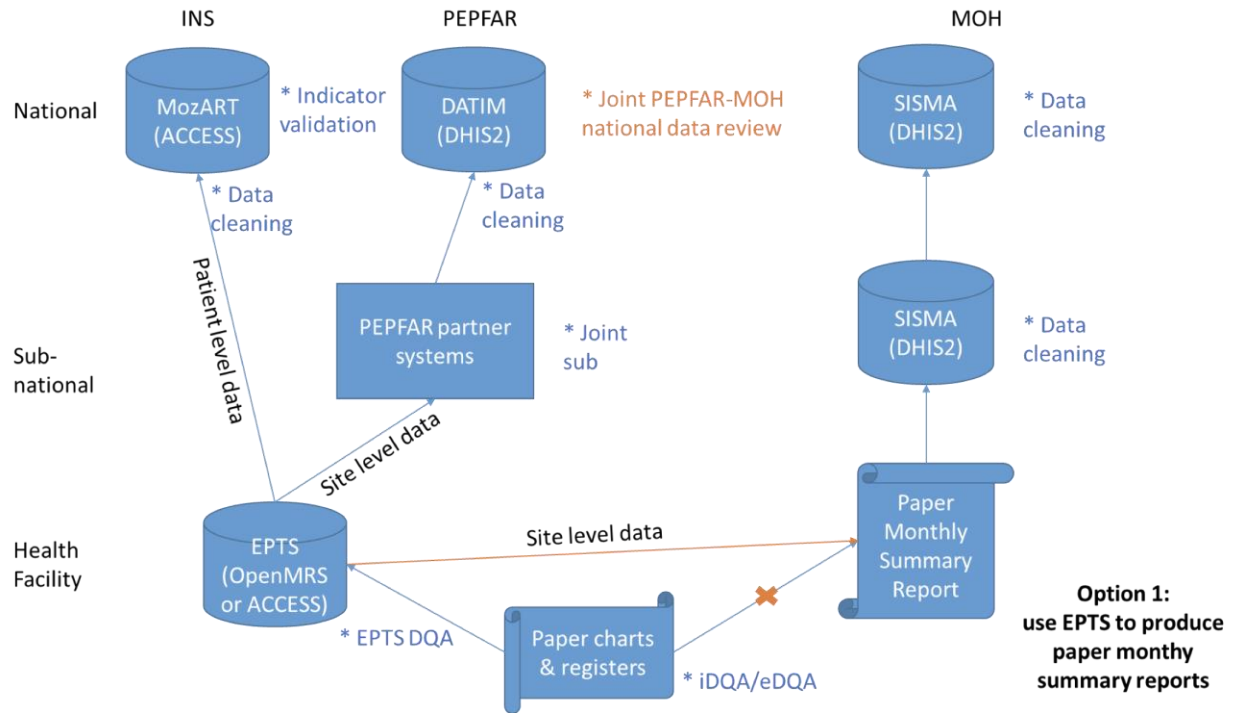 INS
PEPFAR
MOH
National
MozART
(ACCESS)
* Indicator
validation
DATIM
(DHIS2)
* Joint PEPFAR-MOH
national data review
SISMA
(DHIS2)
* Data
cleaning
* Data
cleaning
* Data
cleaning
Patient level data
Sub-
national
PEPFAR partner
systems
* Joint
sub
SISMA
(DHIS2)
* Data
cleaning
Site level data
Health
Facility
EPTS
(OpenMRS
or ACCESS)
Site level data
Paper
Monthly
Summary
Report
* EPTS DQA
Paper charts
& registers
* iDQA/eDQA
Option 1:
use EPTS to produce
paper monthy
summary reports